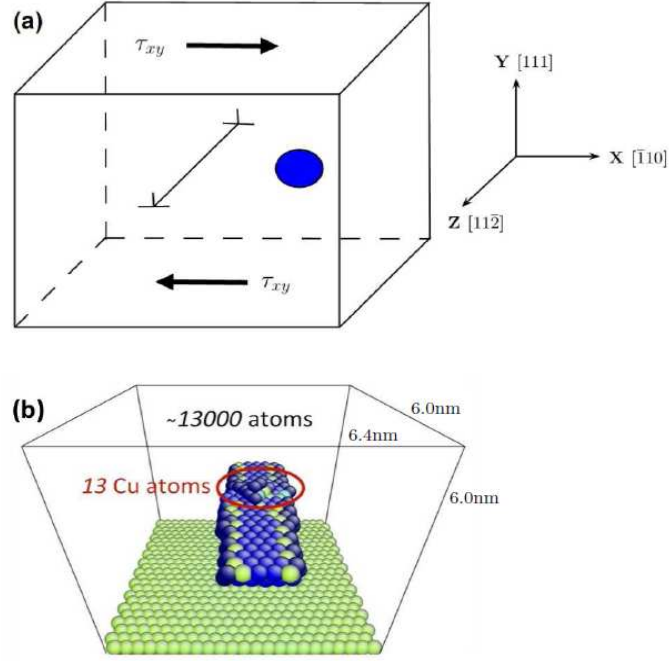 (a)
τxy
Y [111]
X [1̄10]
Z [112̄]
τxy
(b)
~13000 atoms
6.0nm
6.4nm
13 Cu atoms
6.0nm